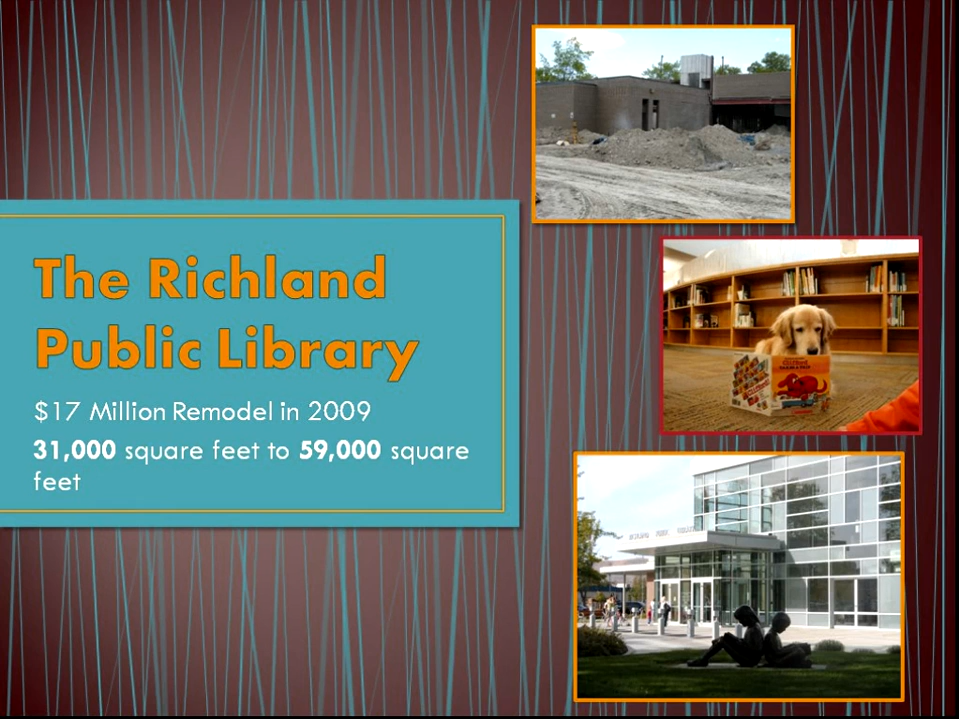 The Richland
Public Library
$17 Million Remodel in 2009
31,000 square feet to 59,000 square
feet